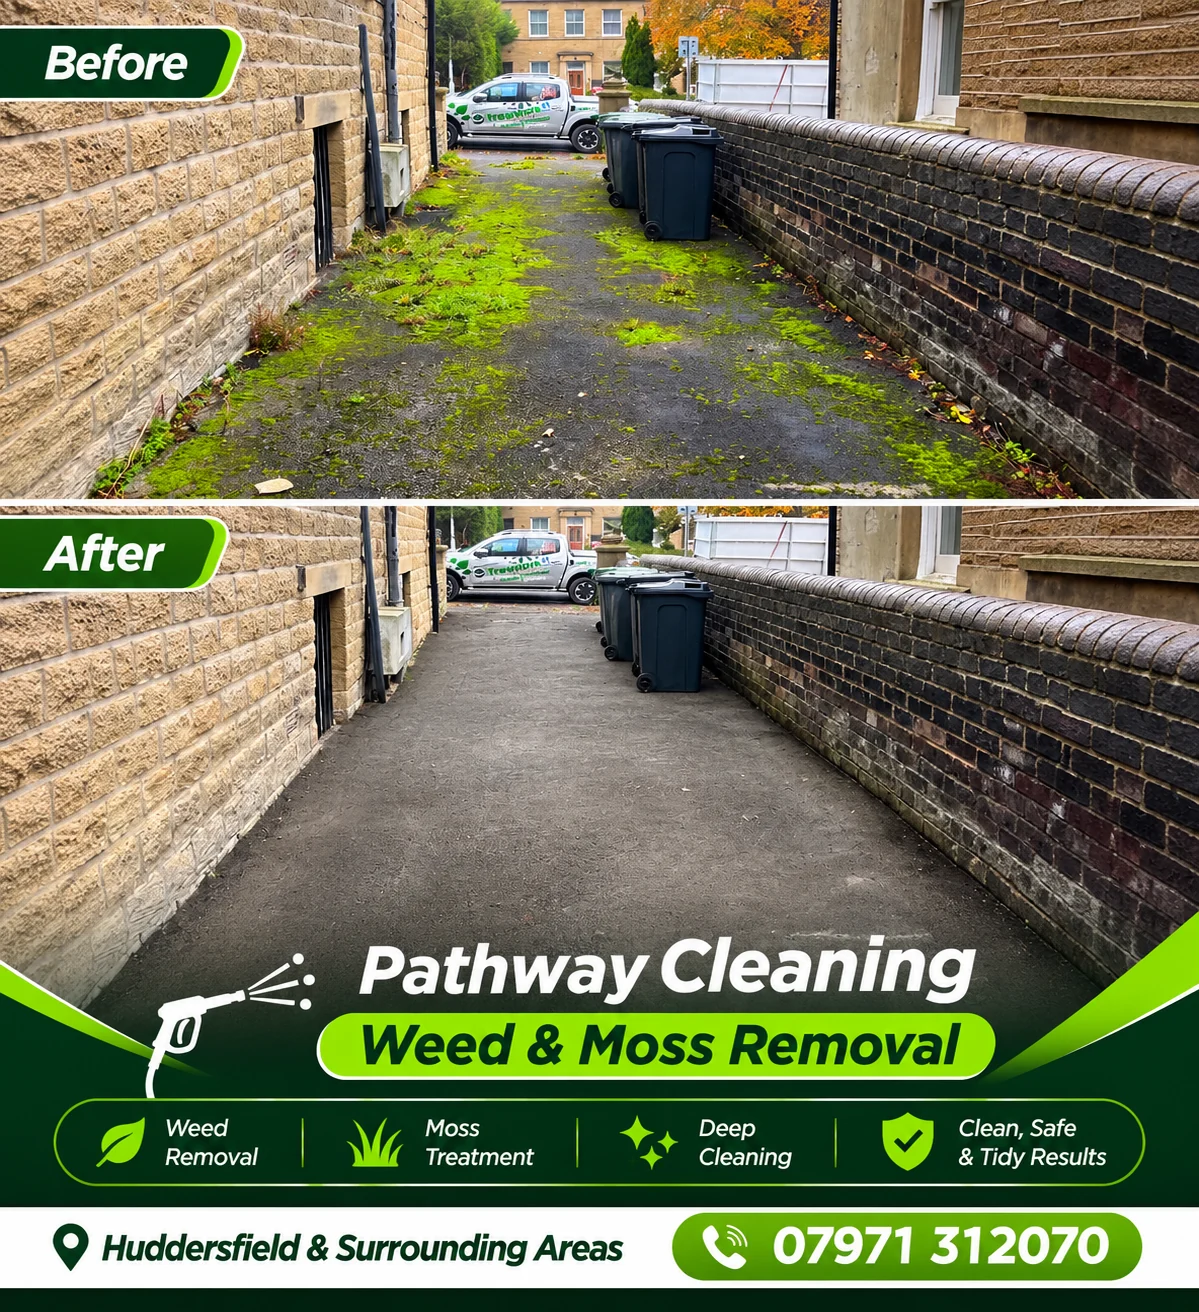 Before
After
Pathway Cleaning
Weed & Moss Removal
Weed
Removal
Moss
Treatment
Deep
Cleaning
Clean, Safe
& Tidy Results
Huddersfield & Surrounding Areas
07971 312070